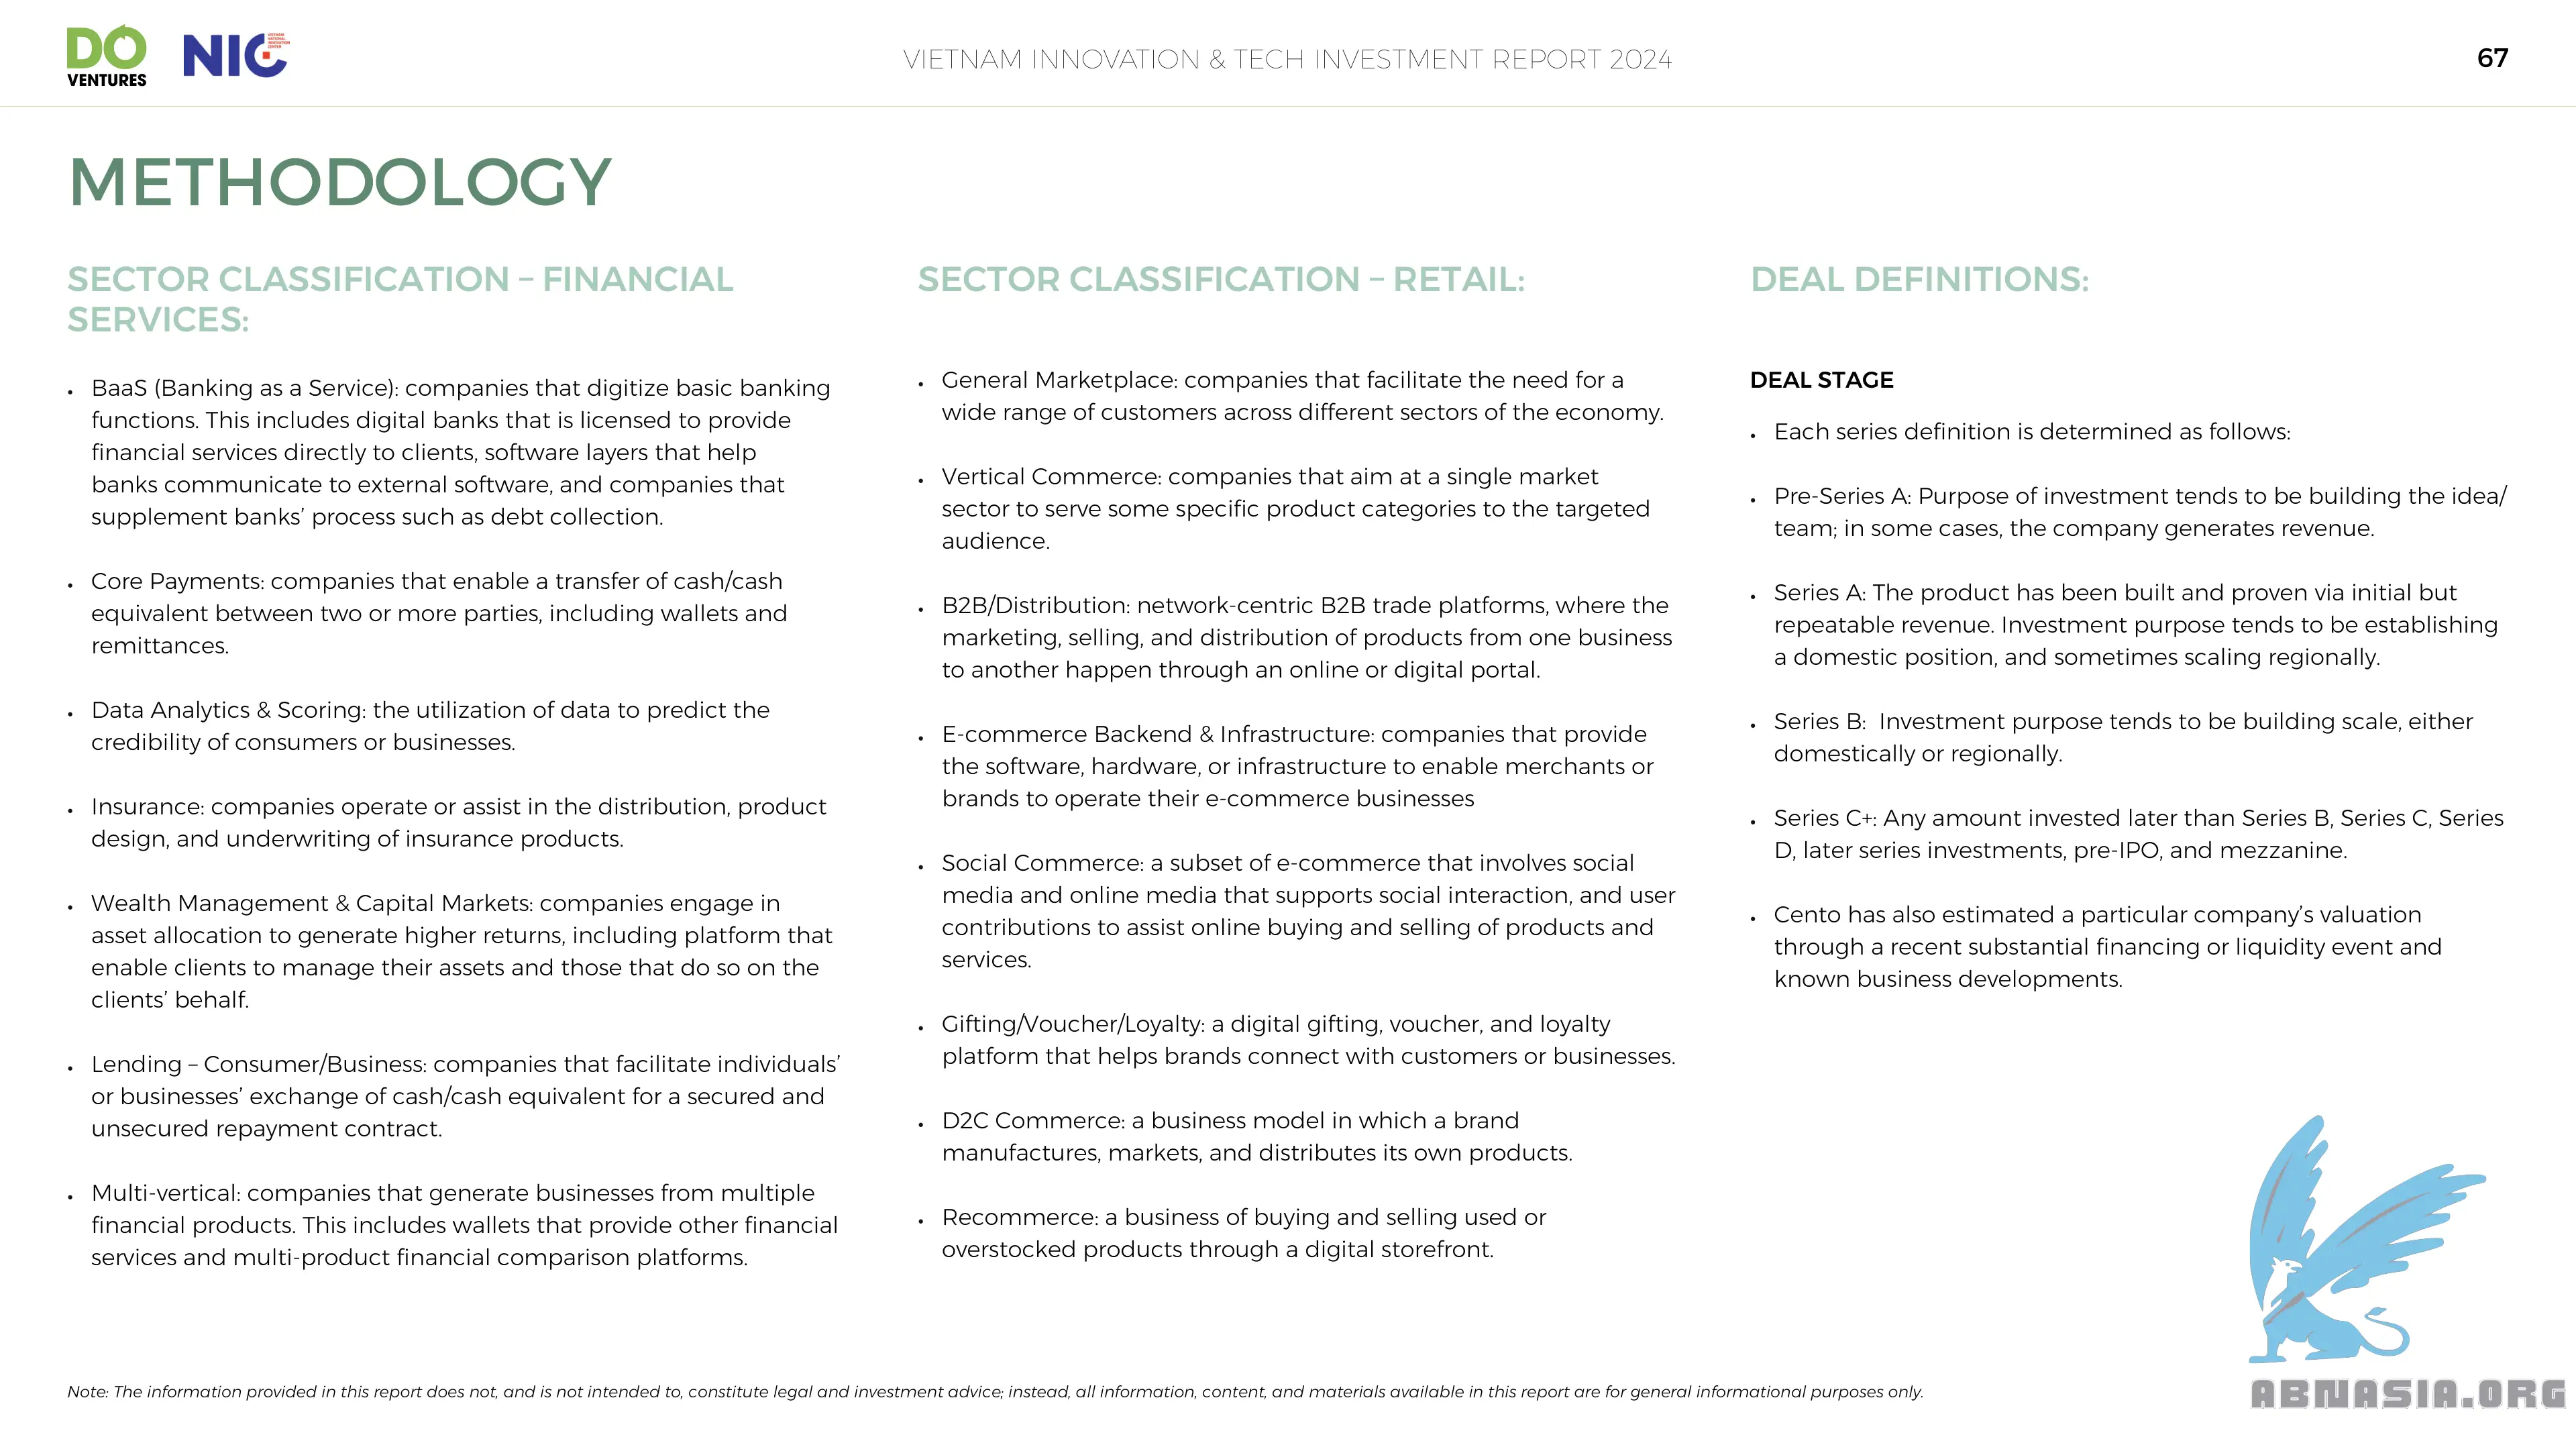 DO
VENTURES
NIC
VIETNAM
NATIONAL
INNOVATION
CENTER
VIETNAM INNOVATION & TECH INVESTMENT REPORT 2024
67
METHODOLOGY
SECTOR CLASSIFICATION – FINANCIAL
SERVICES:
• BaaS (Banking as a Service): companies that digitize basic banking
functions. This includes digital banks that is licensed to provide
financial services directly to clients, software layers that help
banks communicate to external software, and companies that
supplement banks’ process such as debt collection.
• Core Payments: companies that enable a transfer of cash/cash
equivalent between two or more parties, including wallets and
remittances.
• Data Analytics & Scoring: the utilization of data to predict the
credibility of consumers or businesses.
• Insurance: companies operate or assist in the distribution, product
design, and underwriting of insurance products.
• Wealth Management & Capital Markets: companies engage in
asset allocation to generate higher returns, including platform that
enable clients to manage their assets and those that do so on the
clients’ behalf.
• Lending – Consumer/Business: companies that facilitate individuals’
or businesses’ exchange of cash/cash equivalent for a secured and
unsecured repayment contract.
• Multi-vertical: companies that generate businesses from multiple
financial products. This includes wallets that provide other financial
services and multi-product financial comparison platforms.
SECTOR CLASSIFICATION – RETAIL:
• General Marketplace: companies that facilitate the need for a
wide range of customers across different sectors of the economy.
• Vertical Commerce: companies that aim at a single market
sector to serve some specific product categories to the targeted
audience.
• B2B/Distribution: network-centric B2B trade platforms, where the
marketing, selling, and distribution of products from one business
to another happen through an online or digital portal.
• E-commerce Backend & Infrastructure: companies that provide
the software, hardware, or infrastructure to enable merchants or
brands to operate their e-commerce businesses
• Social Commerce: a subset of e-commerce that involves social
media and online media that supports social interaction, and user
contributions to assist online buying and selling of products and
services.
• Gifting/Voucher/Loyalty: a digital gifting, voucher, and loyalty
platform that helps brands connect with customers or businesses.
• D2C Commerce: a business model in which a brand
manufactures, markets, and distributes its own products.
• Recommerce: a business of buying and selling used or
overstocked products through a digital storefront.
DEAL DEFINITIONS:
DEAL STAGE
• Each series definition is determined as follows:
• Pre-Series A: Purpose of investment tends to be building the idea/
team; in some cases, the company generates revenue.
• Series A: The product has been built and proven via initial but
repeatable revenue. Investment purpose tends to be establishing
a domestic position, and sometimes scaling regionally.
• Series B:  Investment purpose tends to be building scale, either
domestically or regionally.
• Series C+: Any amount invested later than Series B, Series C, Series
D, later series investments, pre-IPO, and mezzanine.
• Cento has also estimated a particular company’s valuation
through a recent substantial financing or liquidity event and
known business developments.
Note: The information provided in this report does not, and is not intended to, constitute legal and investment advice; instead, all information, content, and materials available in this report are for general informational purposes only.
ABNASIA.ORG